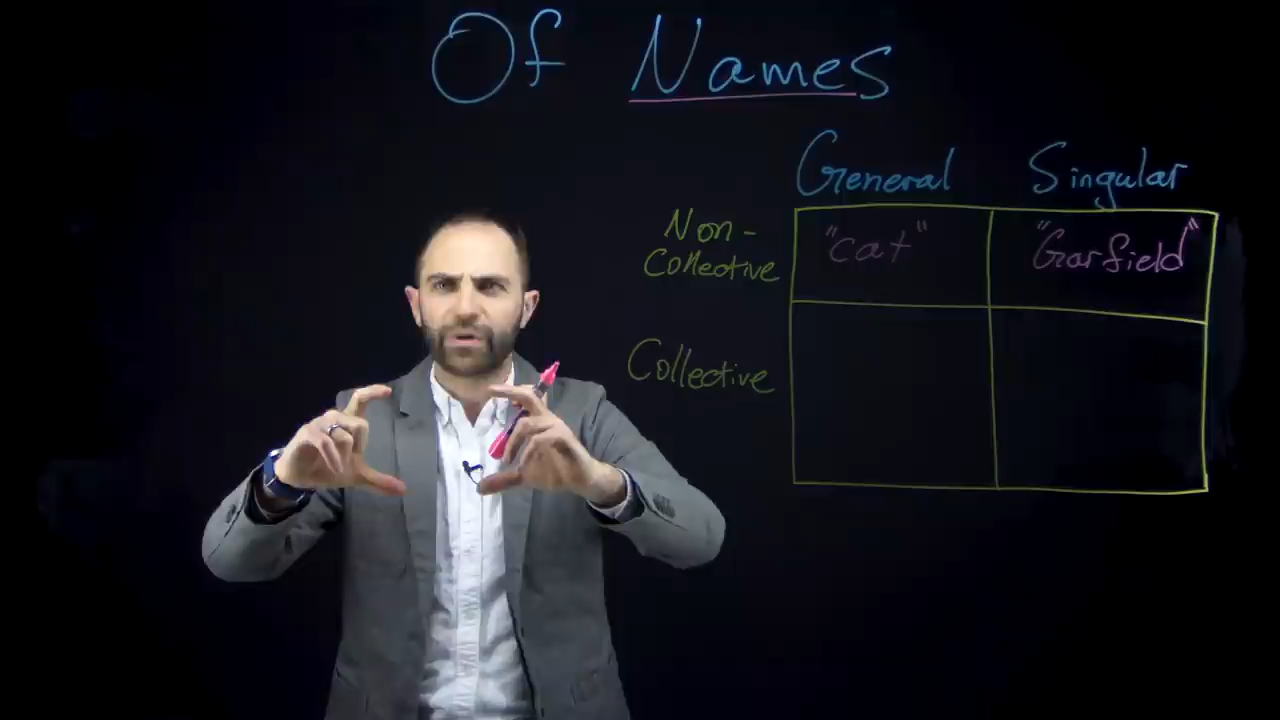 Of Names
General Singular
Non-
Collective
"cat" "Garfield"
Collective